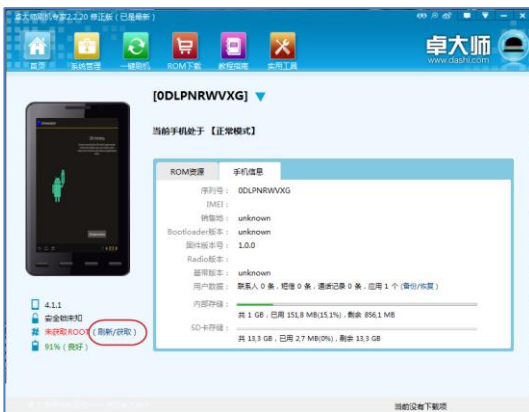 卓大师刷机专家2.2.20 修正版（已是最新）
首页 系统管理 一键刷机 ROM下载 教程指南 实用工具
卓大师
www.dashi.com
[0DLPNRWVXG]
当前手机处于 【正常模式】
ROM资源 手机信息
序列号： 0DLPNRWVXG
IMEI：
销售地： unknown
Bootloader版本： unknown
固件版本号： 1.0.0
Radio版本：
基带版本： unknown
用户数据： 联系人 0 条，短信 0 条，通话记录 0 条，应用 1 个 (备份/恢复)
内部存储：
共 1 GB，已用 151,8 MB(15,1%)，剩余 856,1 MB
SD卡存储：
共 13,3 GB，已用 2,7 MB(0%)，剩余 13,3 GB
4.1.1
安全锁未知
未获取ROOT ( 刷新/获取 )
91%（良好）
当前没有下载项